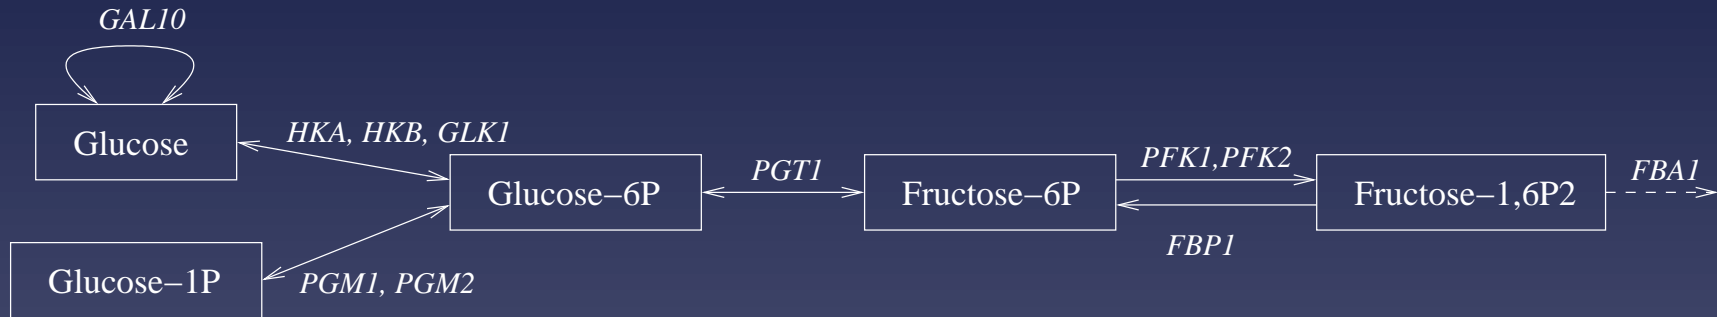 GAL10
Glucose
HKA, HKB, GLK1
Glucose−6P
PGT1
Fructose−6P
PFK1,PFK2
Fructose−1,6P2
FBA1
FBP1
Glucose−1P
PGM1, PGM2